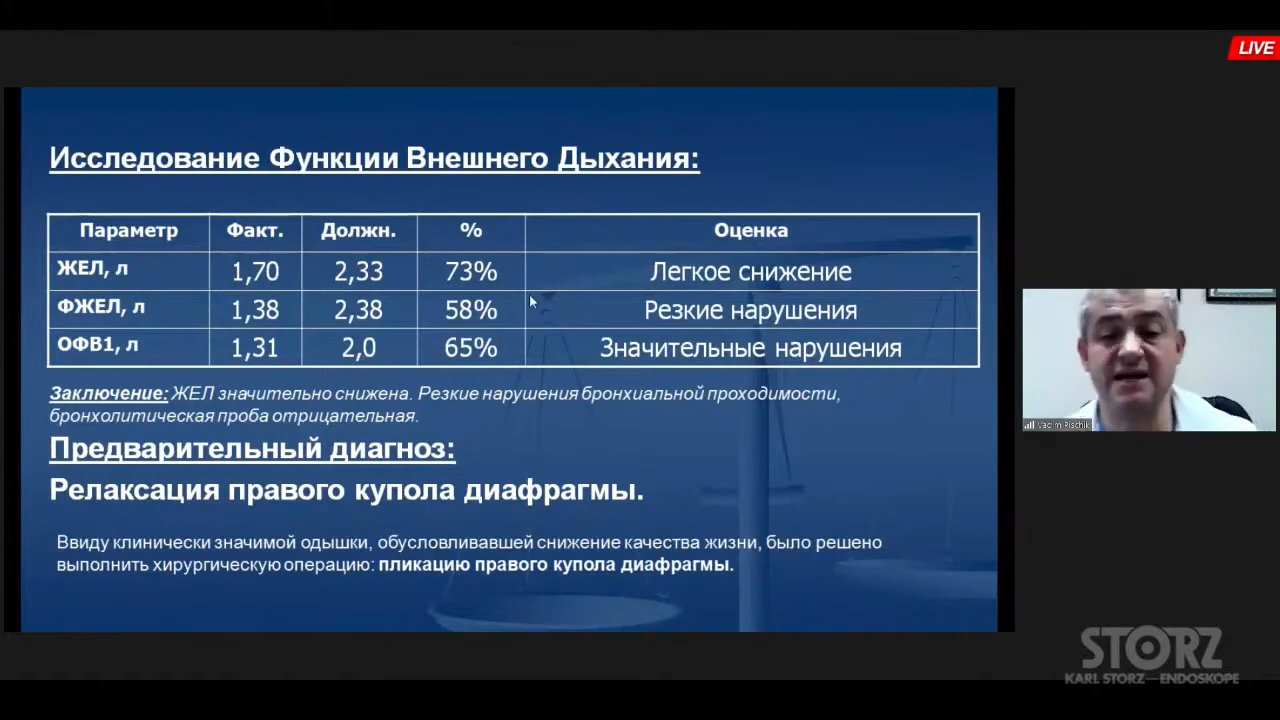 LIVE
Исследование Функции Внешнего Дыхания:
Параметр Факт. Должн. % Оценка
ЖЕЛ, л 1,70 2,33 73% Легкое снижение
ФЖЕЛ, л 1,38 2,38 58% Резкие нарушения
ОФВ1, л 1,31 2,0 65% Значительные нарушения
Заключение: ЖЕЛ значительно снижена. Резкие нарушения бронхиальной проходимости,
бронхолитическая проба отрицательная.
Предварительный диагноз:
Релаксация правого купола диафрагмы.
Ввиду клинически значимой одышки, обусловливавшей снижение качества жизни, было решено
выполнить хирургическую операцию: пликацию правого купола диафрагмы.
Vadim Pischik
STORZ
KARL STORZ—ENDOSKOPE